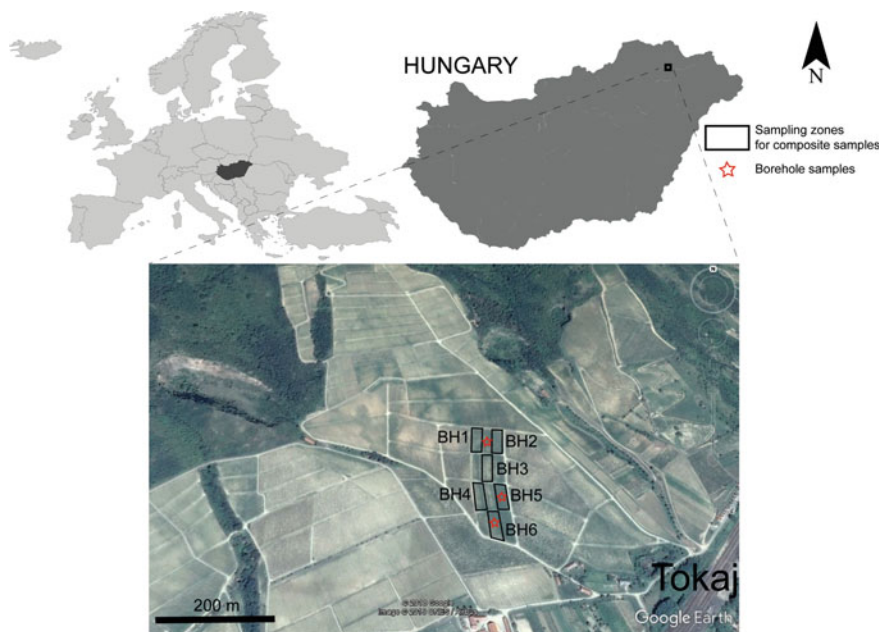 HUNGARY
N
Sampling zones
for composite samples
Borehole samples
BH1
BH2
BH3
BH4
BH5
BH6
Tokaj
200 m
Google Earth